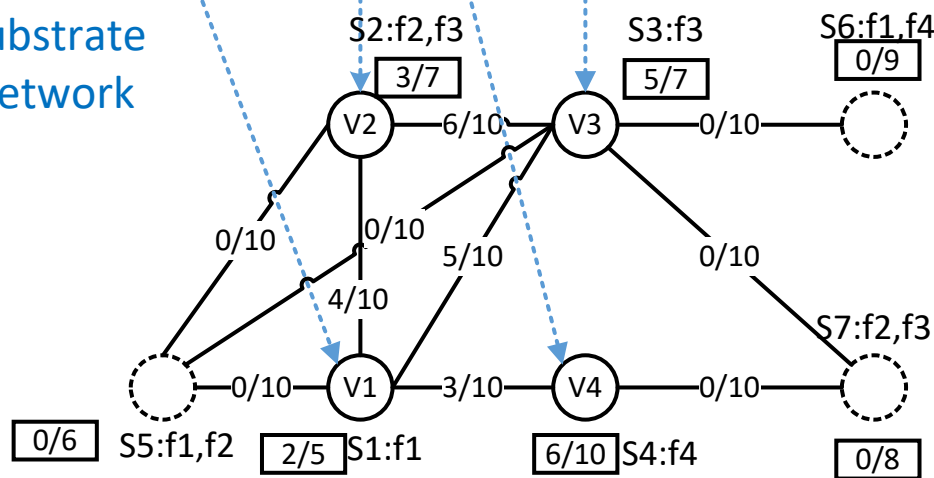 ubstrate
etwork
S2:f2,f3
3/7
S3:f3
5/7
S6:f1,f4
0/9
V2
6/10
V3
0/10
0/10
0/10
5/10
0/10
4/10
S7:f2,f3
0/10
V1
3/10
V4
0/10
0/6
S5:f1,f2
2/5
S1:f1
6/10
S4:f4
0/8